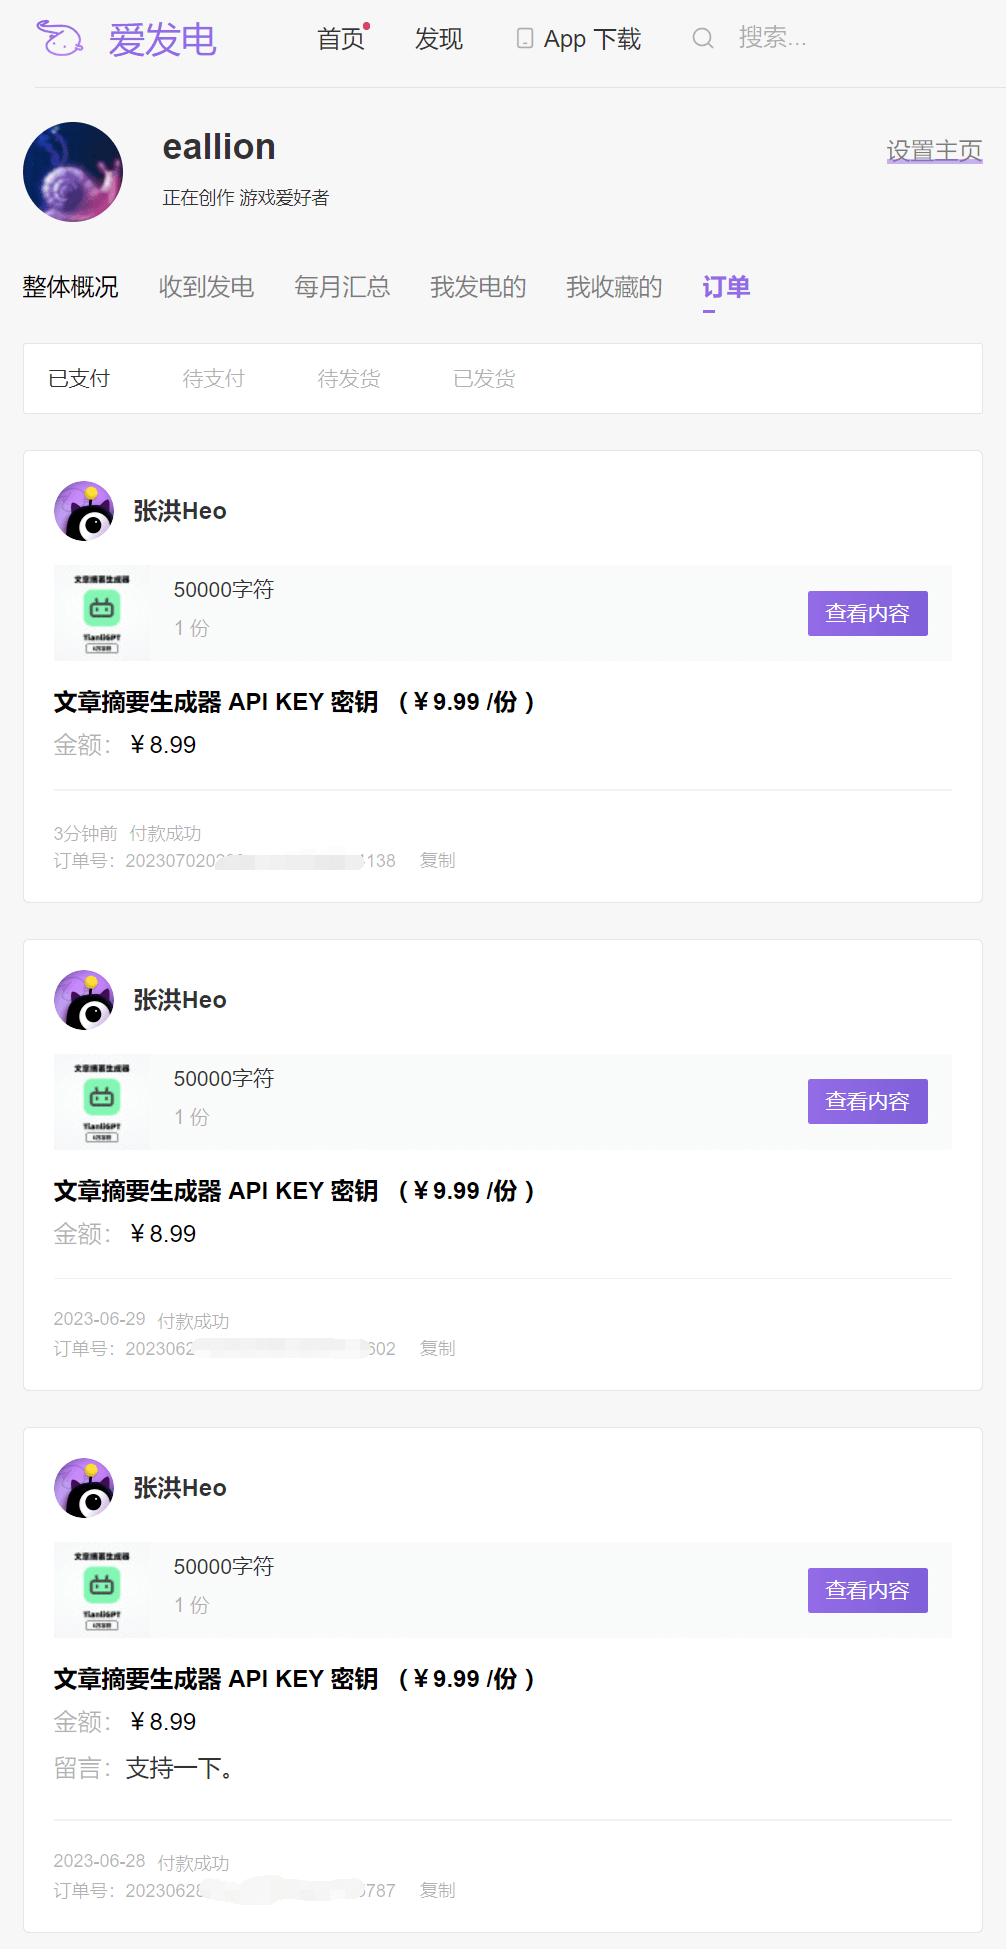 爱发电
首页 发现 App 下载 搜索...
eallion
设置主页
正在创作 游戏爱好者
整体概况 收到发电 每月汇总 我发电的 我收藏的 订单
已支付 待支付 待发货 已发货
张洪Heo
文章摘要生成器
TianliGPT
50000字符
1 份
查看内容
文章摘要生成器 API KEY 密钥 （¥9.99 /份 ）
金额： ¥8.99
3分钟前 付款成功
订单号：202307020 138 复制
张洪Heo
文章摘要生成器
TianliGPT
50000字符
1 份
查看内容
文章摘要生成器 API KEY 密钥 （¥9.99 /份 ）
金额： ¥8.99
2023-06-29 付款成功
订单号：2023062 602 复制
张洪Heo
文章摘要生成器
TianliGPT
50000字符
1 份
查看内容
文章摘要生成器 API KEY 密钥 （¥9.99 /份 ）
金额： ¥8.99
留言：支持一下。
2023-06-28 付款成功
订单号：20230628 787 复制